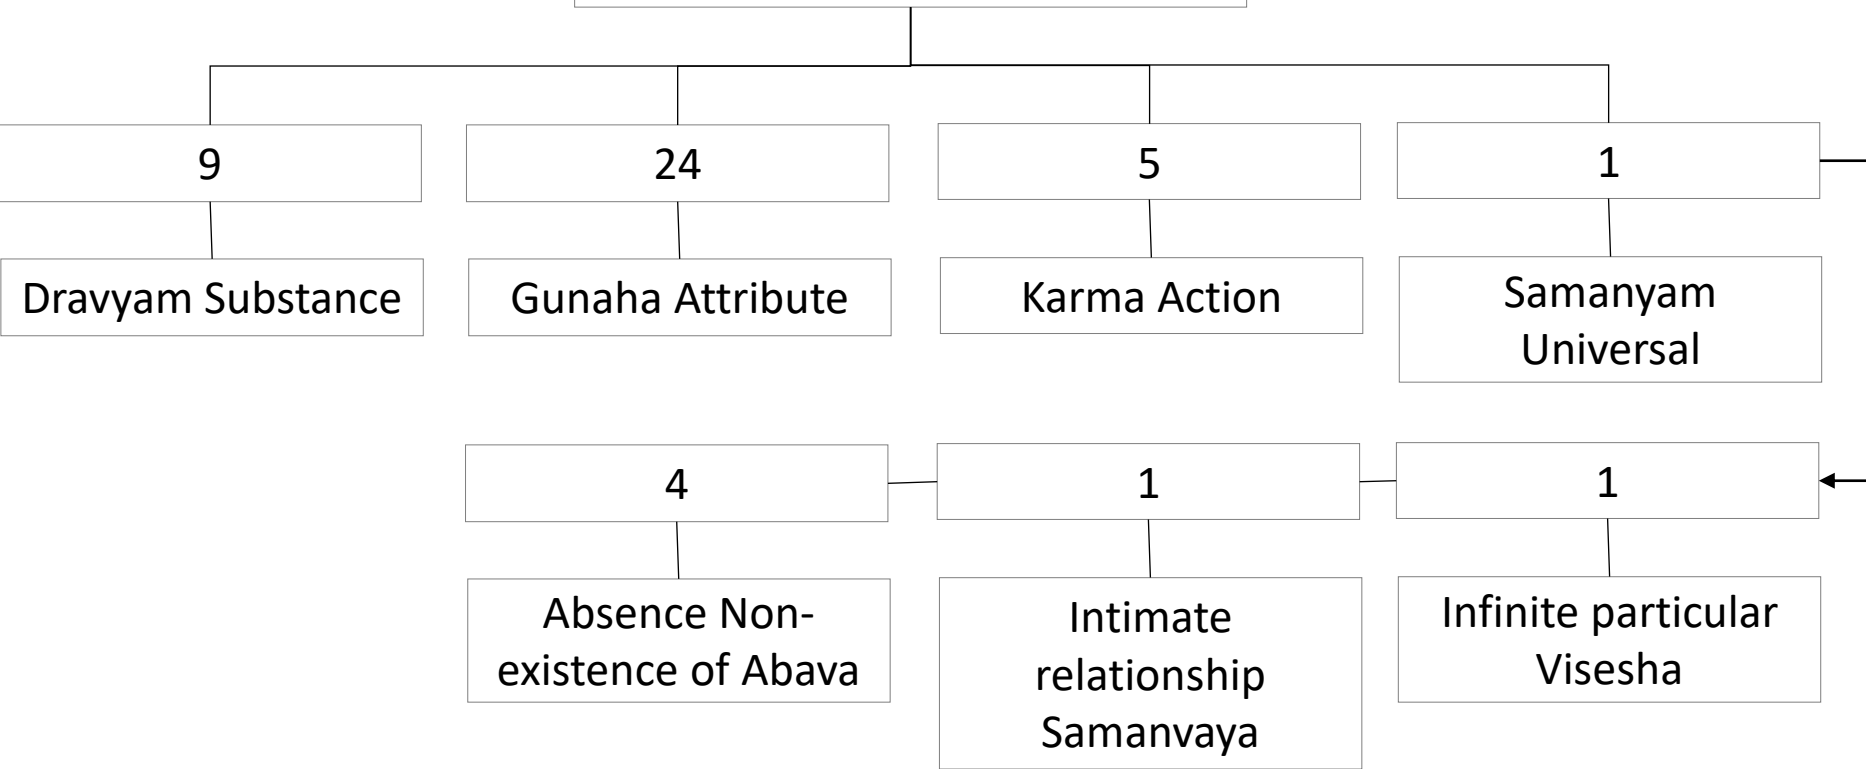 9
24
5
1
Dravyam Substance
Gunaha Attribute
Karma Action
Samanyam
Universal
4
1
1
Absence Non-
existence of Abava
Intimate
relationship
Samanvaya
Infinite particular
Visesha